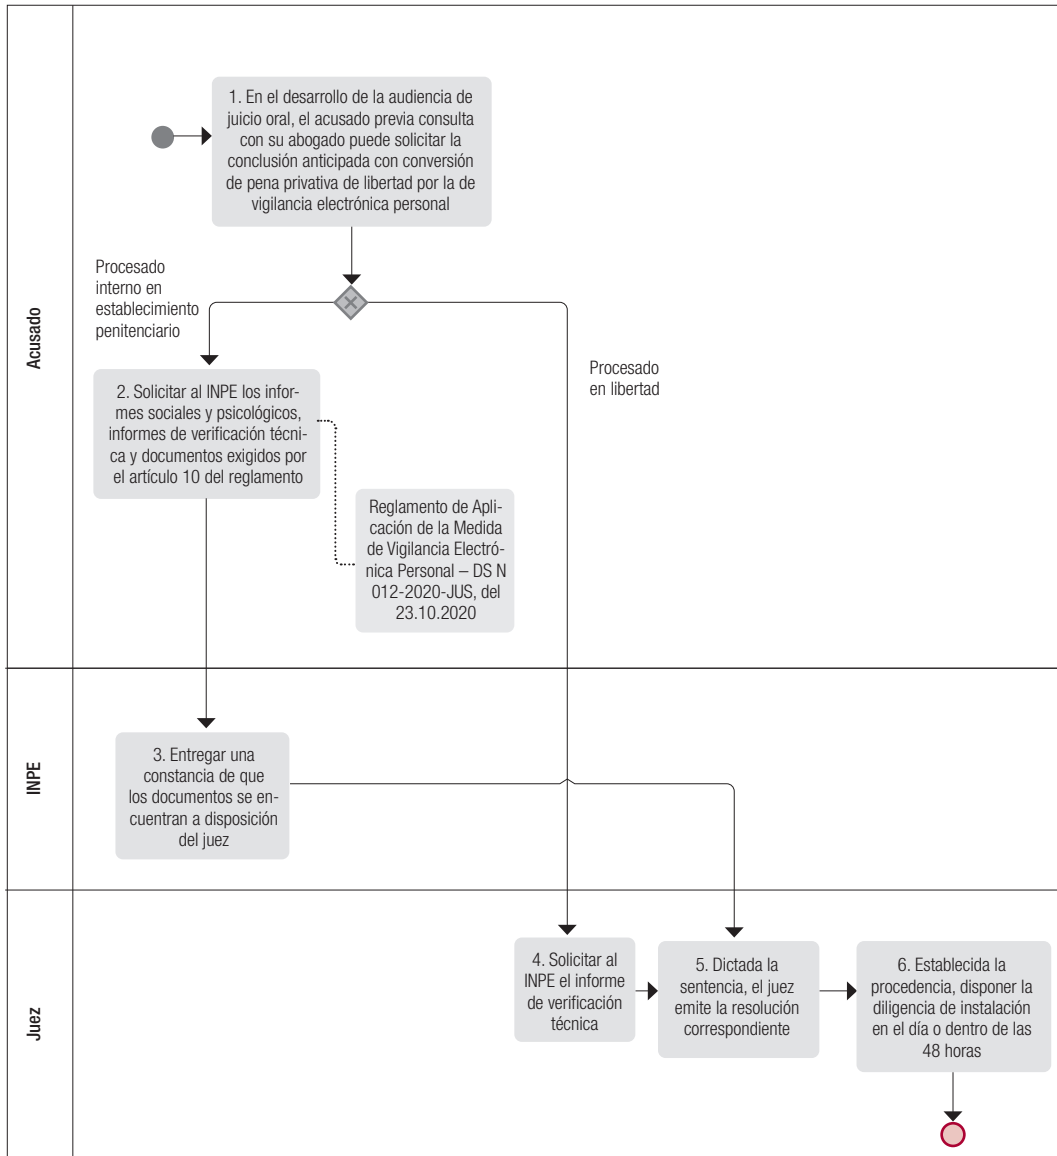 Acusado
1. En el desarrollo de la audiencia de
juicio oral, el acusado previa consulta
con su abogado puede solicitar la
conclusión anticipada con conversión
de pena privativa de libertad por la de
vigilancia electrónica personal
Procesado
interno en
establecimiento
penitenciario
Procesado
en libertad
2. Solicitar al INPE los infor-
mes sociales y psicológicos,
informes de verificación técni-
ca y documentos exigidos por
el artículo 10 del reglamento
Reglamento de Apli-
cación de la Medida
de Vigilancia Electró-
nica Personal – DS N
012-2020-JUS, del
23.10.2020
INPE
3. Entregar una
constancia de que
los documentos se en-
cuentran a disposición
del juez
Juez
4. Solicitar al
INPE el informe
de verificación
técnica
5. Dictada la
sentencia, el juez
emite la resolución
correspondiente
6. Establecida la
procedencia, disponer la
diligencia de instalación
en el día o dentro de las
48 horas